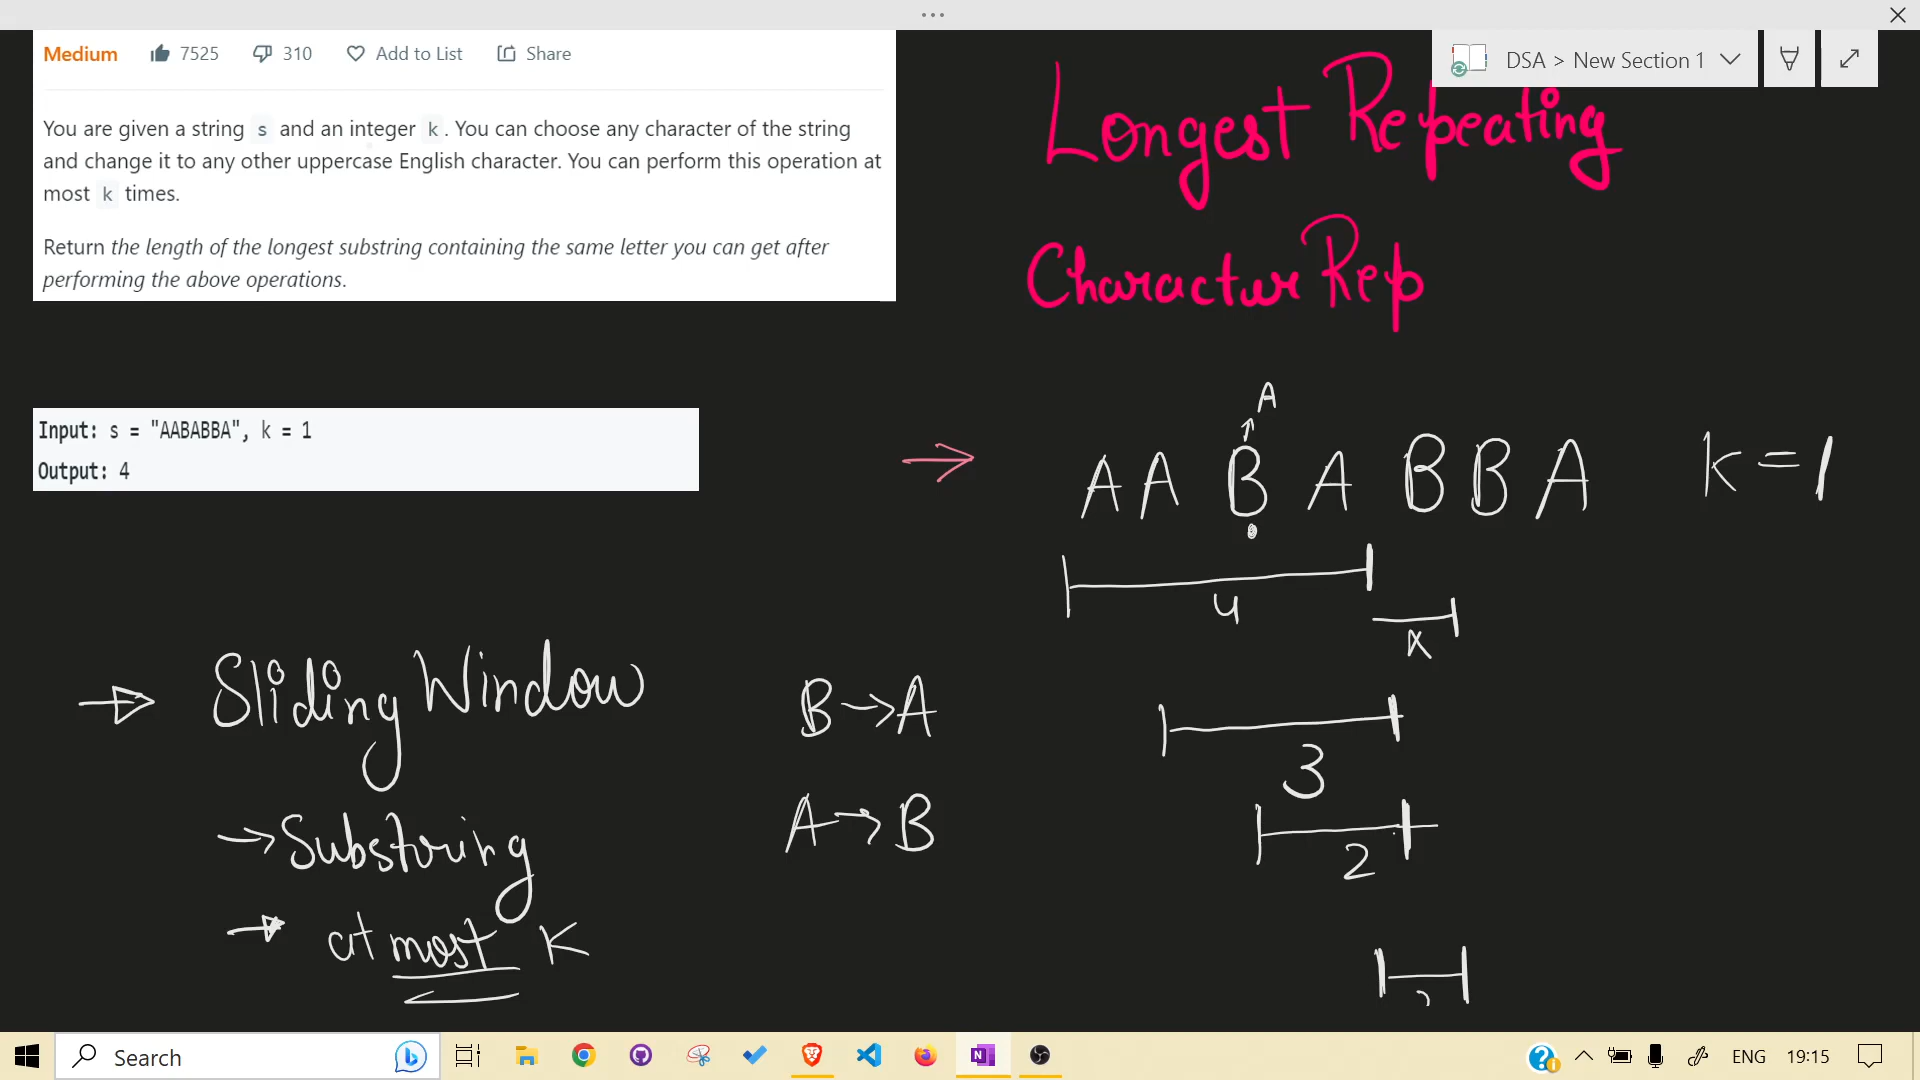 Medium 7525 310 Add to List Share
You are given a string s and an integer k. You can choose any character of the string
and change it to any other uppercase English character. You can perform this operation at
most k times.
Return the length of the longest substring containing the same letter you can get after
performing the above operations.
DSA > New Section 1
Longest Repeating
Character Rep
Input: s = "AABABBA", k = 1
Output: 4
A
A A B A B B A K = 1
4
x
Sliding Window
B → A
3
→ Substring
A → B
2
→ at most K
Search
ENG 19:15